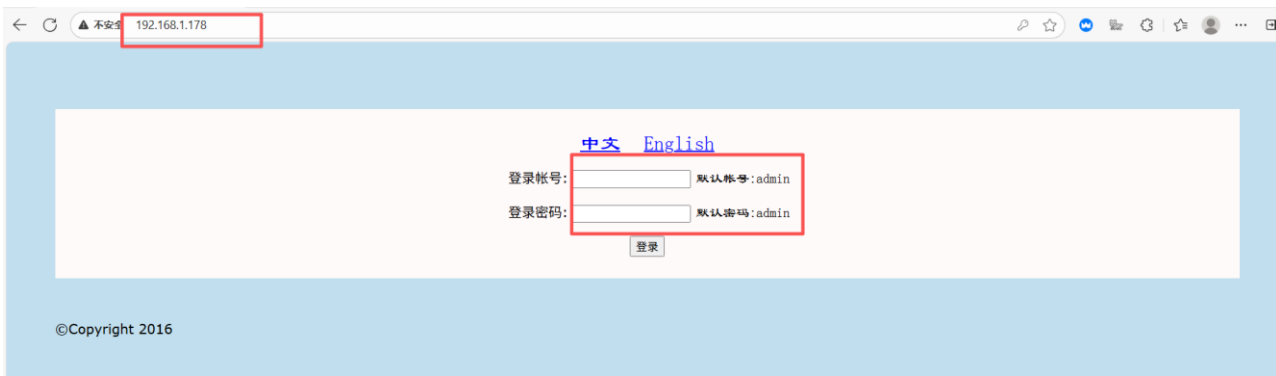 不安全 192.168.1.178
中文 English
登录帐号: 默认帐号:admin
登录密码: 默认密码:admin
登录
©Copyright 2016